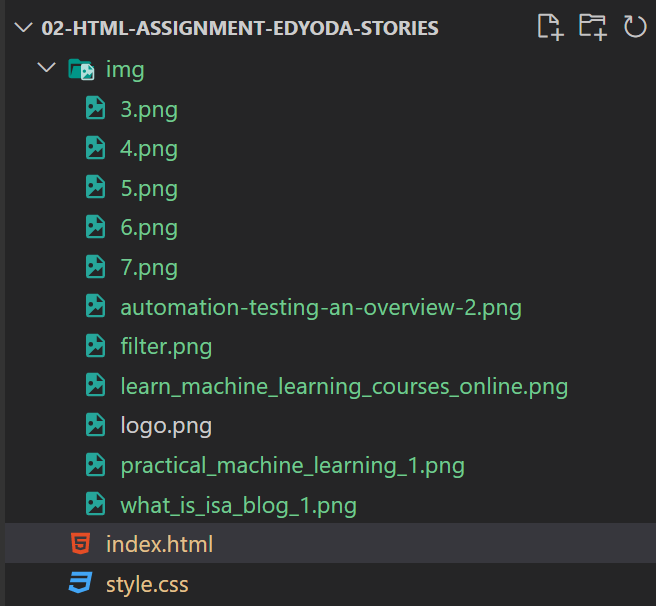 02-HTML-ASSIGNMENT-EDYODA-STORIES
img
3.png
4.png
5.png
6.png
7.png
automation-testing-an-overview-2.png
filter.png
learn_machine_learning_courses_online.png
logo.png
practical_machine_learning_1.png
what_is_isa_blog_1.png
index.html
style.css